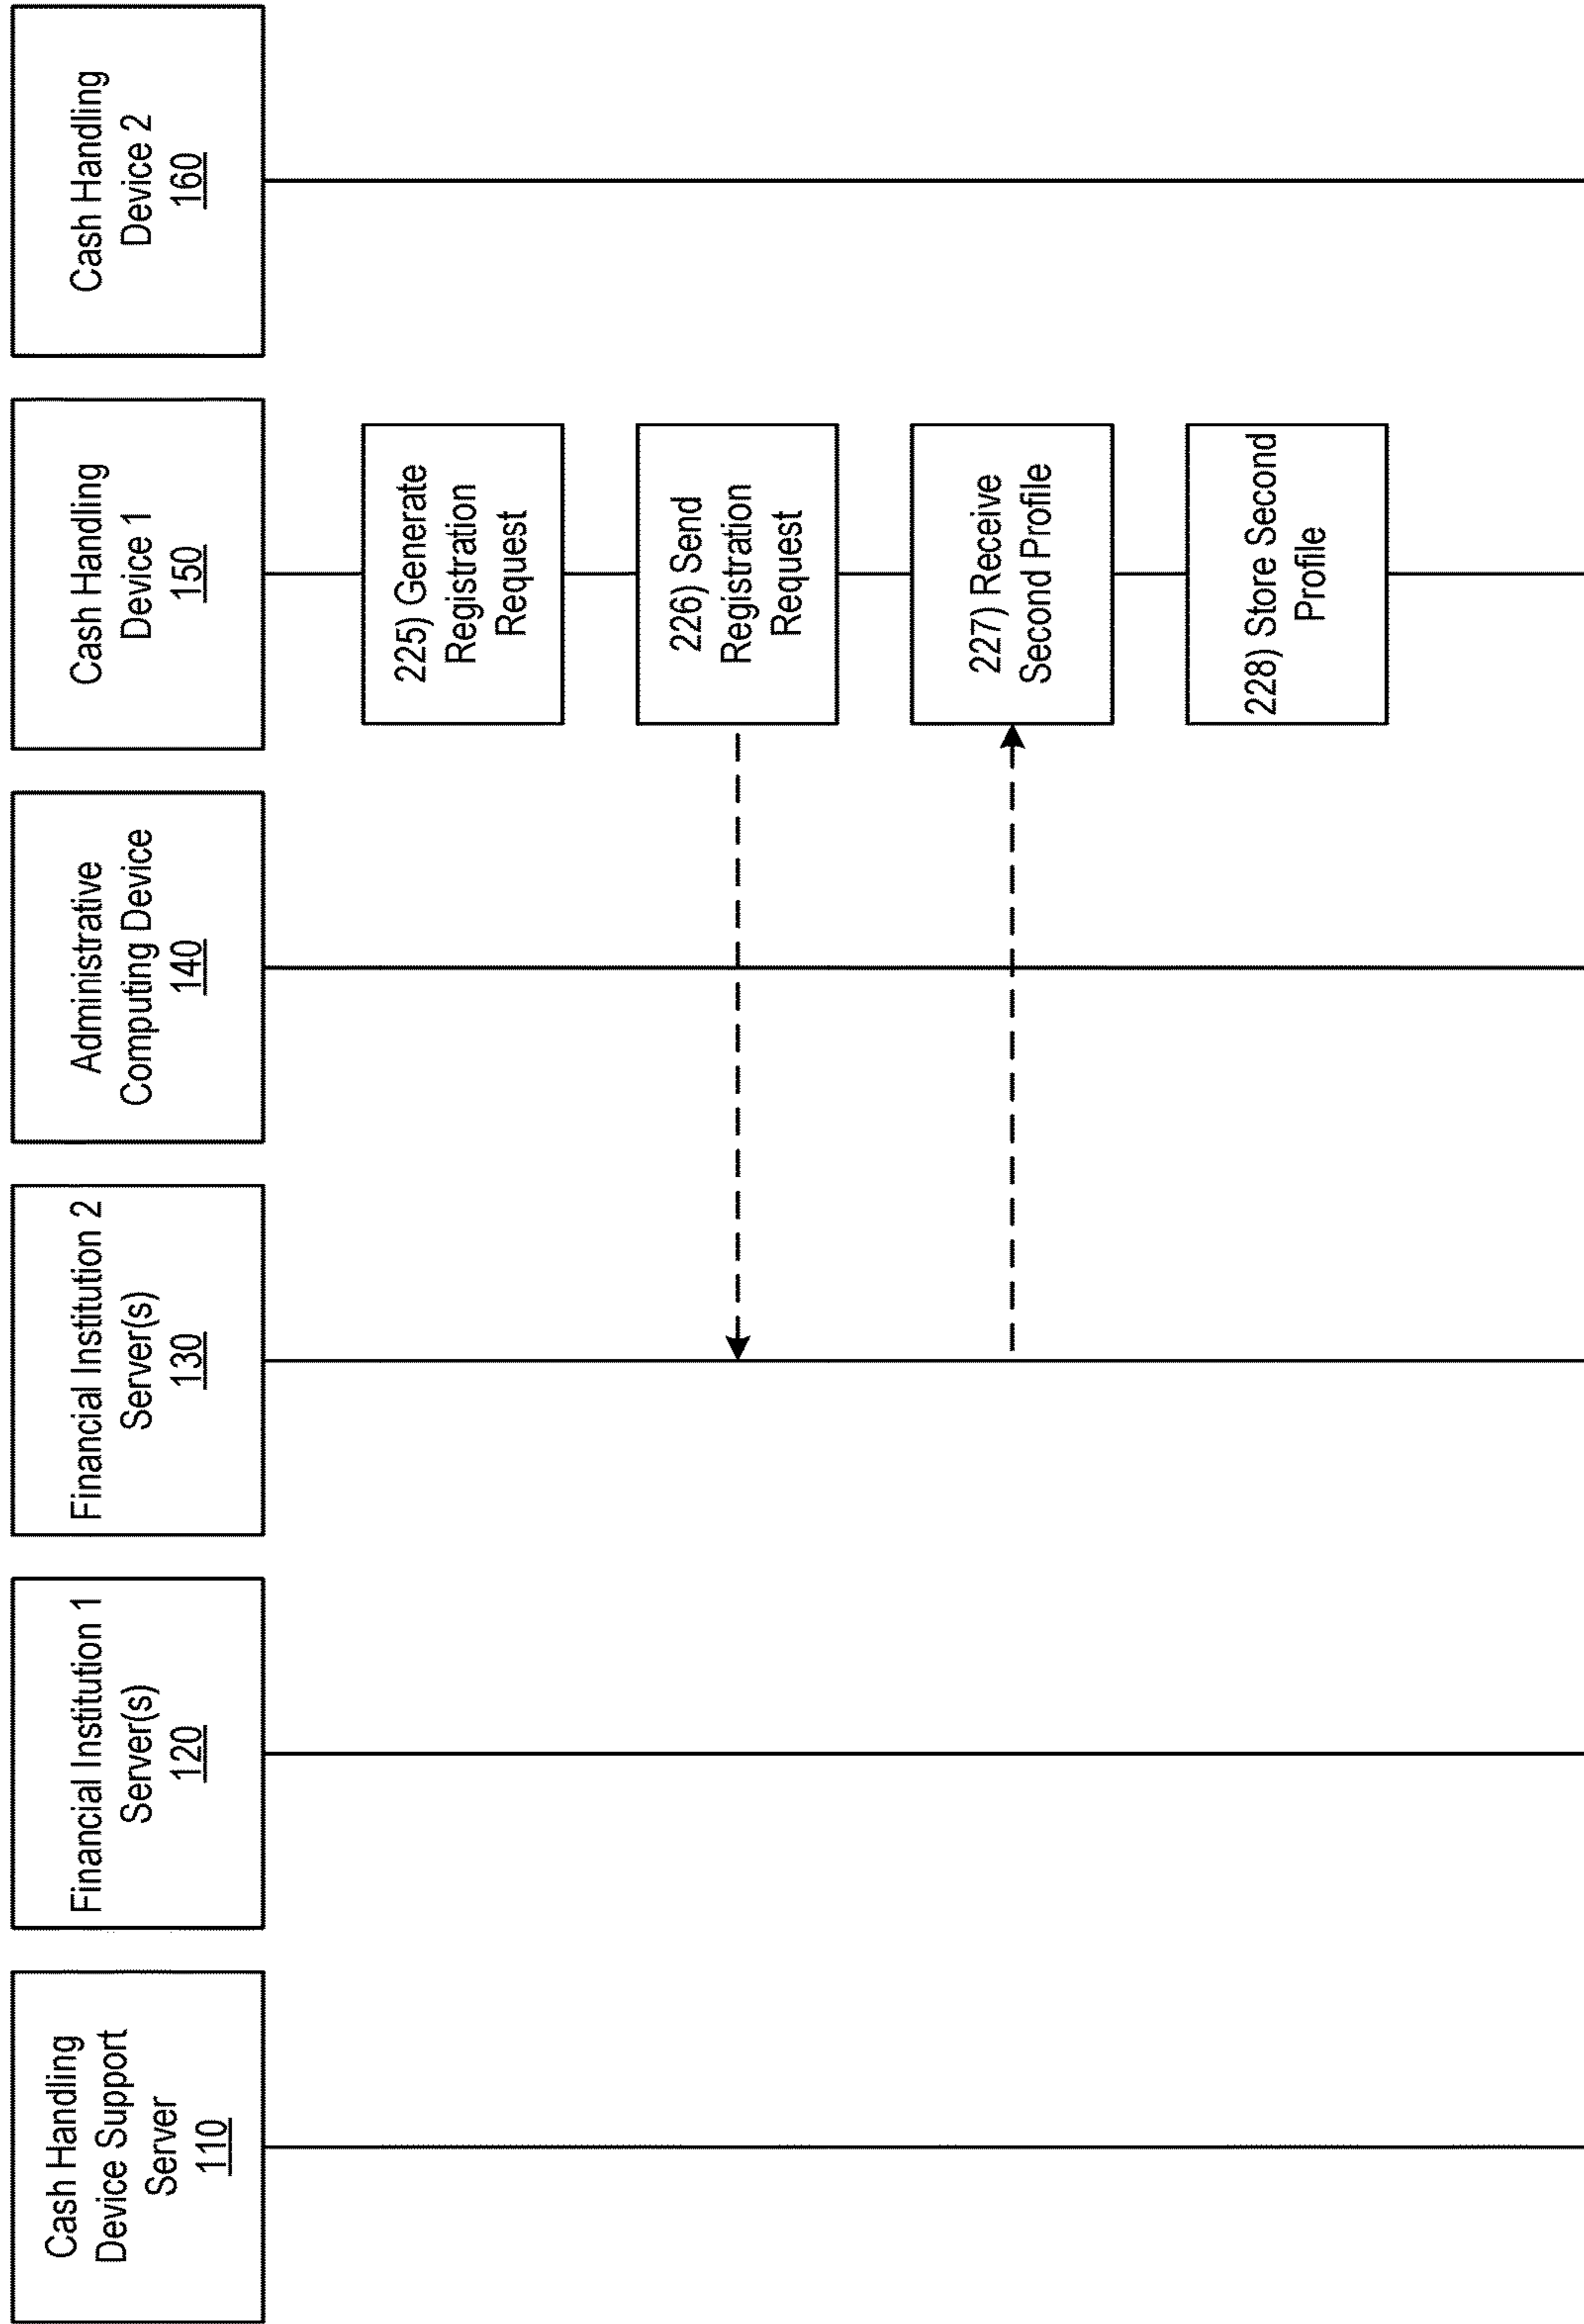 Cash Handling
Device Support
Server
110
Financial Institution 1
Server(s)
120
Financial Institution 2
Server(s)
130
Administrative
Computing Device
140
Cash Handling
Device 1
150
Cash Handling
Device 2
160
225) Generate
Registration
Request
226) Send
Registration
Request
227) Receive
Second Profile
228) Store Second
Profile